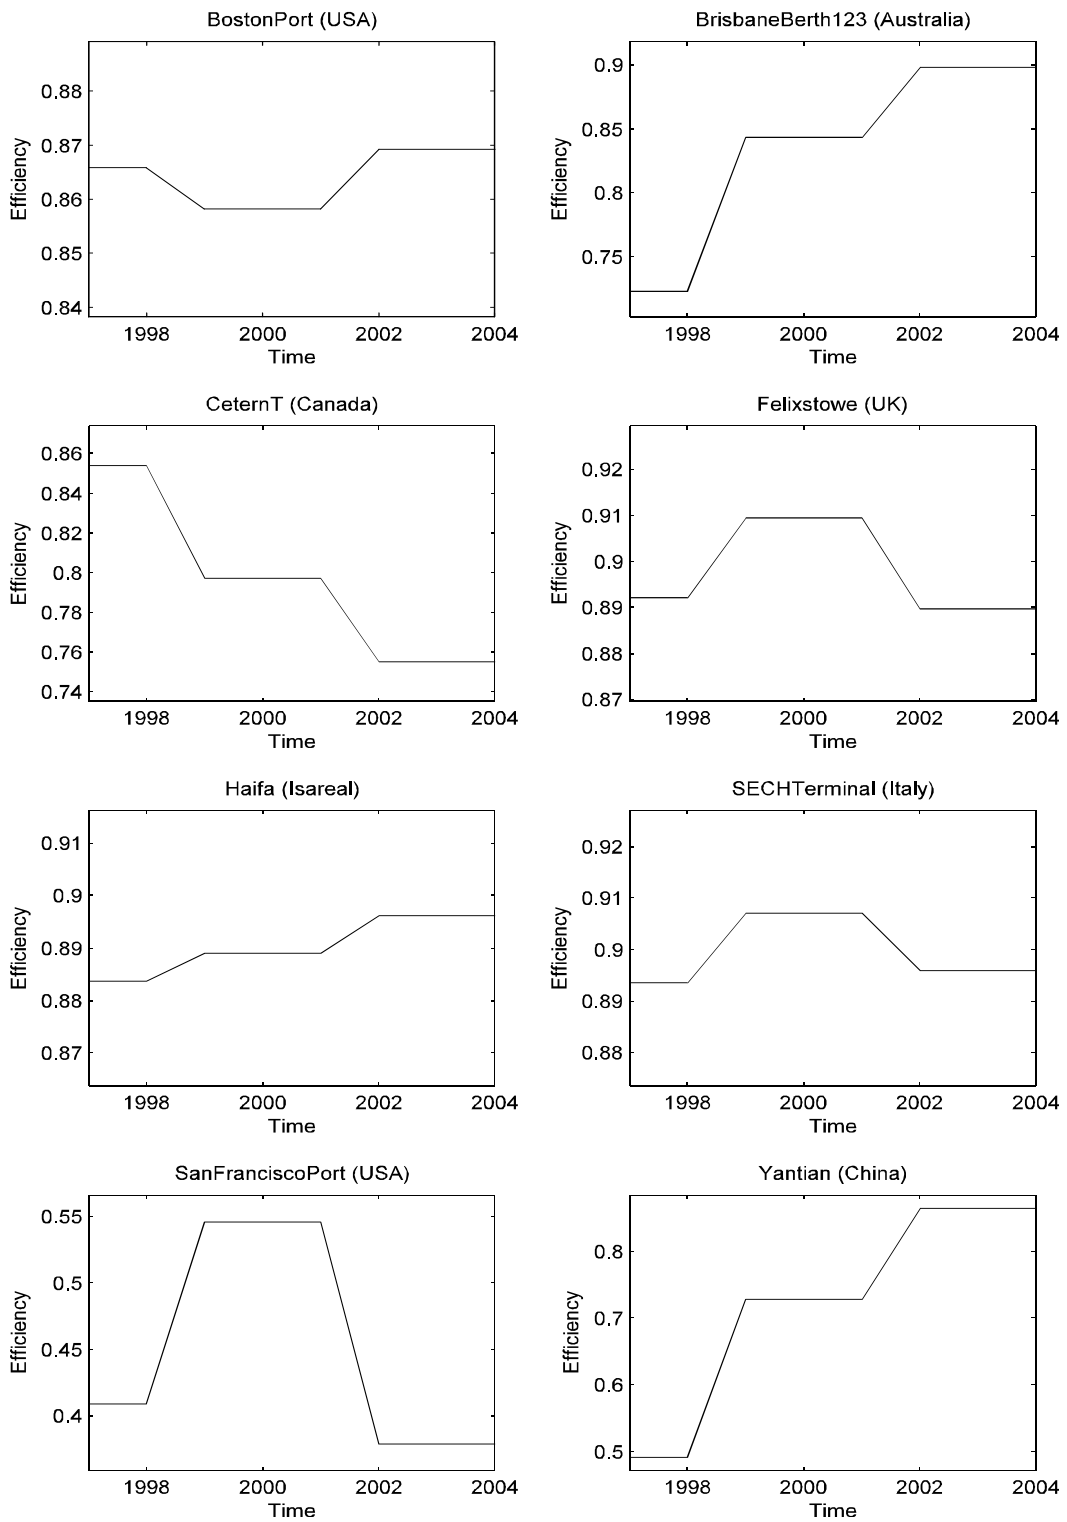 BostonPort (USA)
0.88
0.87
0.86
0.85
0.84
Efficiency
1998 2000 2002 2004
Time
BrisbaneBerth123 (Australia)
0.9
0.85
0.8
0.75
Efficiency
1998 2000 2002 2004
Time
CeternT (Canada)
0.86
0.84
0.82
0.8
0.78
0.76
0.74
Efficiency
1998 2000 2002 2004
Time
Felixstowe (UK)
0.92
0.91
0.9
0.89
0.88
0.87
Efficiency
1998 2000 2002 2004
Time
Haifa (Isareal)
0.91
0.9
0.89
0.88
0.87
Efficiency
1998 2000 2002 2004
Time
SECHTerminal (Italy)
0.92
0.91
0.9
0.89
0.88
Efficiency
1998 2000 2002 2004
Time
SanFranciscoPort (USA)
0.55
0.5
0.45
0.4
Efficiency
1998 2000 2002 2004
Time
Yantian (China)
0.8
0.7
0.6
0.5
Efficiency
1998 2000 2002 2004
Time